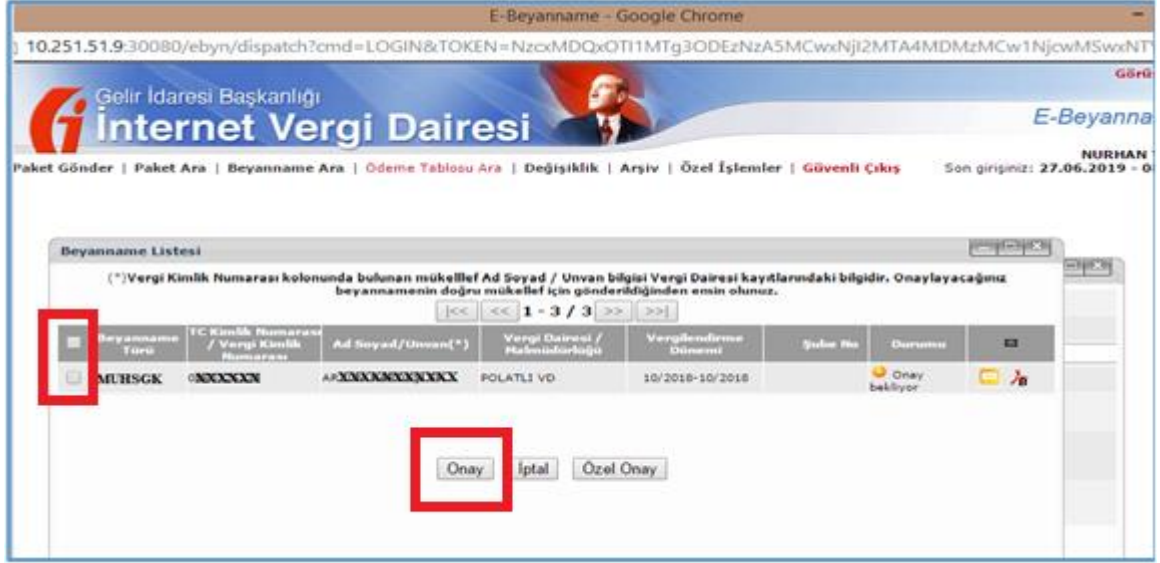 E-Beyanname - Google Chrome
10.251.51.9:30080/ebyn/dispatch?cmd=LOGIN&TOKEN=NzcxMDQxOTI1MTg3ODEzNzA5MCwxNjI2MTA4MDMzMCw1NjcwMSwxNT
Görü
Gelir İdaresi Başkanlığı
İnternet Vergi Dairesi
E-Beyanna
NURHAN
Paket Gönder | Paket Ara | Beyanname Ara | Ödeme Tablosu Ara | Değişiklik | Arşiv | Özel İşlemler | Güvenli Çıkış Son girişiniz: 27.06.2019 - 0
Beyanname Listesi
(*)Vergi Kimlik Numarası kolonunda bulunan mükellef Ad Soyad / Unvan bilgisi Vergi Dairesi kayıtlarındaki bilgidir. Onaylayacağınız
beyannamenin doğru mükellef için gönderildiğinden emin olunuz.
|<< << 1 - 3 / 3 >> >>|
Beyanname Türü TC Kimlik Numarası / Vergi Kimlik Numarası Ad Soyad/Unvan(*) Vergi Dairesi / Malmüdürlüğü Vergilendirme Dönemi Şube No Durumu
MUHSGK 0XXXXXX ARXXXXXXXXXXX POLATLI VD 10/2018-10/2018 Onay bekliyor
Onay İptal Özel Onay